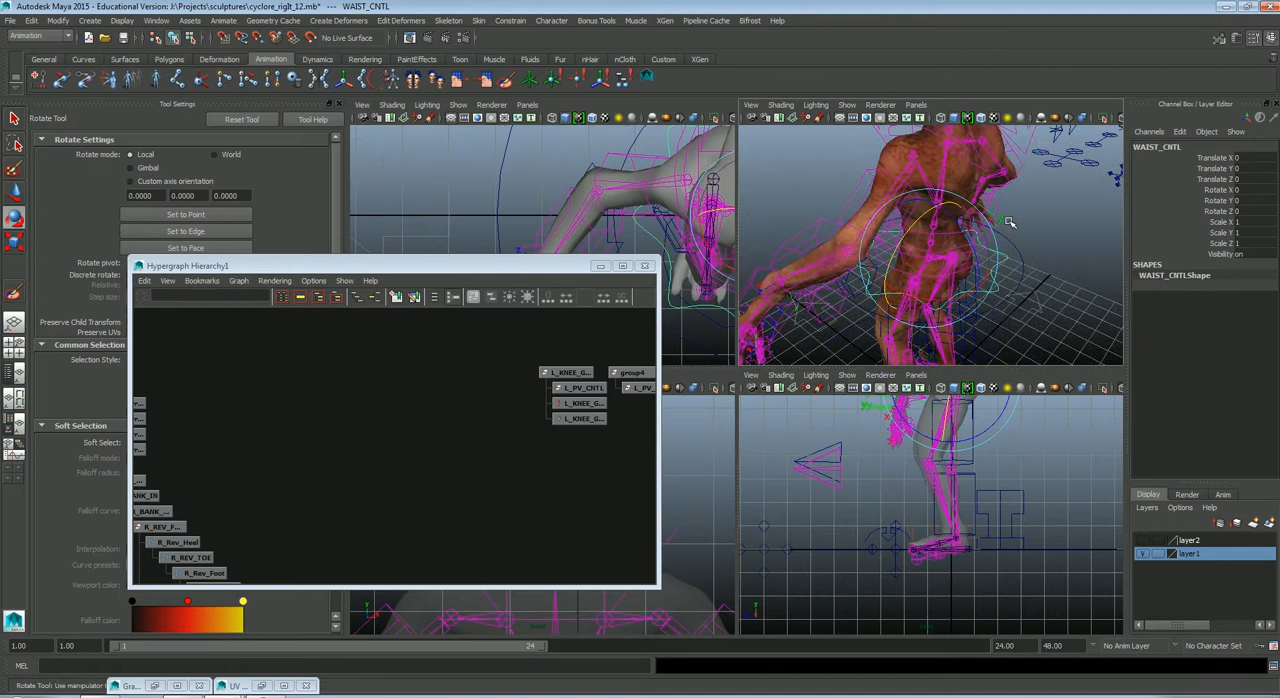 Autodesk Maya 2015 - Educational Version: J:\Projects\sculptures\cyclore_rigIt_12.mb* --- WAIST_CNTL
File Edit Create Display Window Assets Animate Geometry Cache Create Deformers Edit Deformers Skeleton Skin Constrain Character Bonus Tools Muscle XGen Pipeline Cache Bifrost Help
Animation No Live Surface
General Curves Surfaces Polygons Deformation Animation Dynamics Rendering PaintEffects Toon Muscle Fluids Fur nHair nCloth Custom XGen
Tool Settings
Rotate Tool Reset Tool Tool Help
Rotate Settings
Rotate mode: Local World
Gimbal
Custom axis orientation
0.0000 0.0000 0.0000
Set to Point
Set to Edge
Set to Face
Rotate pivot:
Discrete rotate:
Relative:
Step size:
Preserve Child Transform
Preserve UVs
Common Selection
Selection Style:
Soft Selection
Soft Select:
Falloff mode:
Falloff radius:
Falloff curve:
Interpolation:
Curve presets:
Viewport color:
Falloff color:
View Shading Lighting Show Renderer Panels
View Shading Lighting Show Renderer Panels
View Shading Lighting Show Renderer Panels
Hypergraph Hierarchy1
Edit View Bookmarks Graph Rendering Options Show Help
L_KNEE_G... group4
L_PV_CNTL L_PV_
L_KNEE_G...
L_KNEE_G...
ANK_IN
_BANK_...
R_REV_F...
R_Rev_Heel
R_REV_TOE
R_Rev_Foot
Channel Box / Layer Editor
Channels Edit Object Show
WAIST_CNTL
Translate X 0
Translate Y 0
Translate Z 0
Rotate X 0
Rotate Y 0
Rotate Z 0
Scale X 1
Scale Y 1
Scale Z 1
Visibility on
SHAPES
WAIST_CNTLShape
Display Render Anim
Layers Options Help
layer2
V layer1
1.00 1.00 1 24 24.00 48.00 No Anim Layer No Character Set
MEL
Rotate Tool: Use manipulator
Gra... UV ...